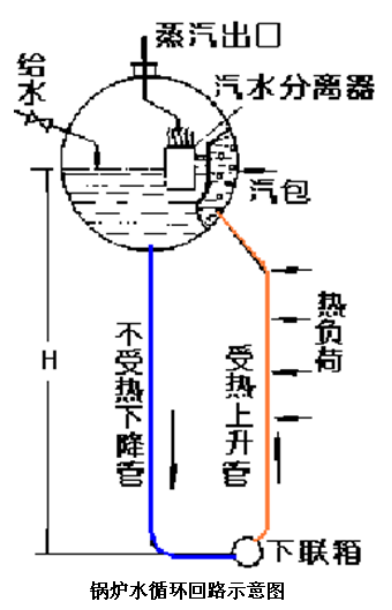 蒸汽出口
给水
汽水分离器
汽包
热负荷
H
不受热下降管
受热上升管
下联箱
锅炉水循环回路示意图